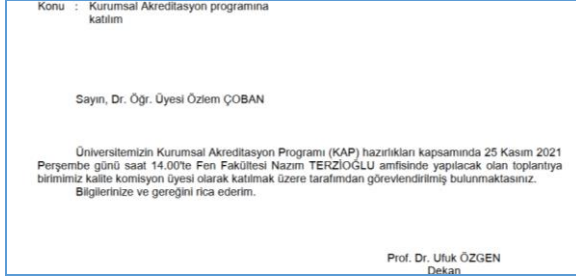 Konu : Kurumsal Akreditasyon programına
katılım
Sayın, Dr. Öğr. Üyesi Özlem ÇOBAN
Üniversitemizin Kurumsal Akreditasyon Programı (KAP) hazırlıkları kapsamında 25 Kasım 2021
Perşembe günü saat 14.00'te Fen Fakültesi Nazım TERZİOĞLU amfisinde yapılacak olan toplantıya
birimimiz kalite komisyon üyesi olarak katılmak üzere tarafımdan görevlendirilmiş bulunmaktasınız.
Bilgilerinize ve gereğini rica ederim.
Prof. Dr. Ufuk ÖZGEN
Dekan